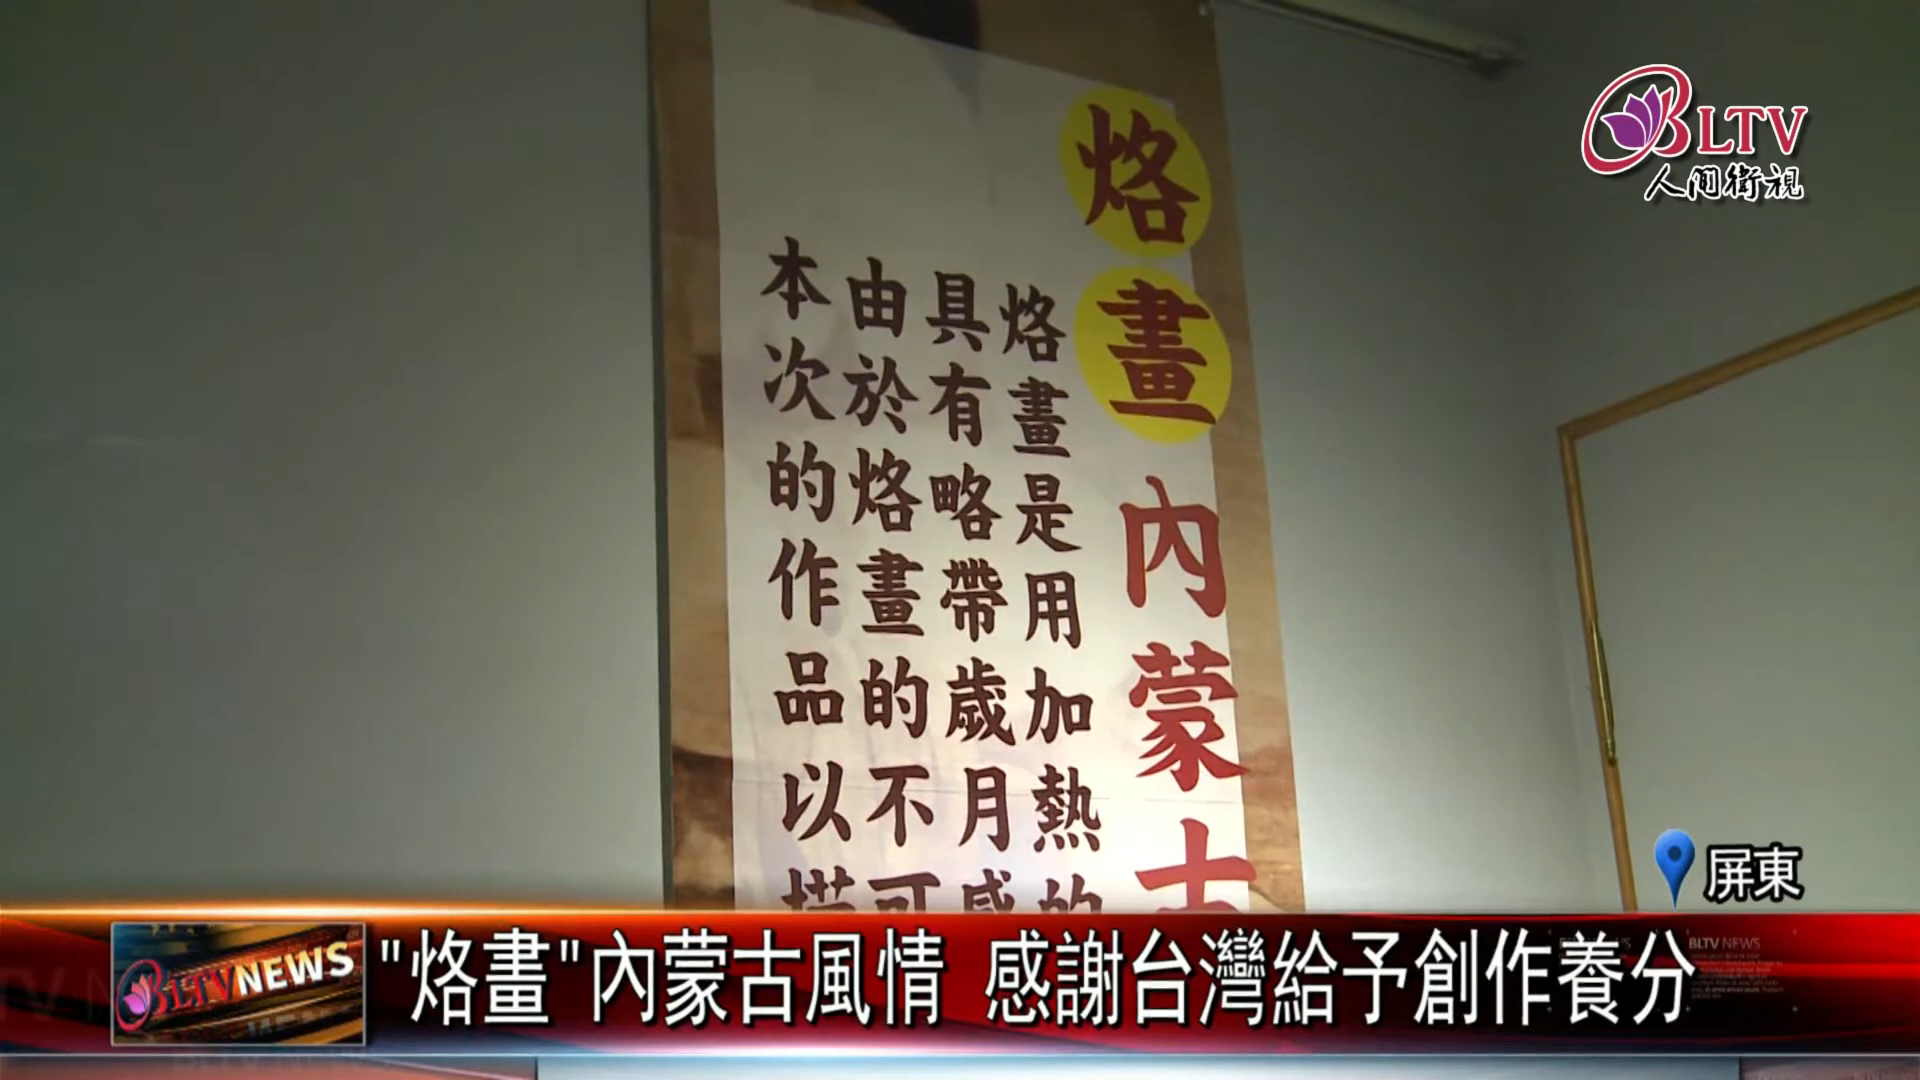 BLTV
人間衛視
烙畫內蒙古
烙畫是用加熱的
具有略帶歲月感
由於烙畫的不可
本次的作品以描
屏東
BLTVNEWS
"烙畫"內蒙古風情 感謝台灣給予創作養分
BLTV NEWS